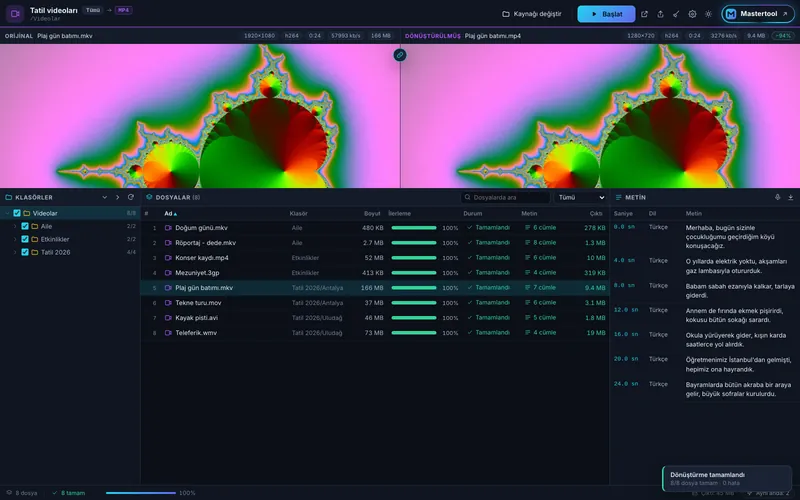 Tatil videoları Tümü → MP4
/Videolar
Kaynağı değiştir
Başlat
Mastertool
ORİJİNAL Plaj gün batımı.mkv 1920×1080 h264 0:24 57993 kb/s 166 MB
DÖNÜŞTÜRÜLMÜŞ Plaj gün batımı.mp4 1280×720 h264 0:24 3276 kb/s 9.4 MB −94%
KLASÖRLER
Videolar 8/8
Aile 2/2
Etkinlikler 2/2
Tatil 2026 4/4
DOSYALAR (8) Dosyalarda ara Tümü
# Ad Klasör Boyut İlerleme Durum Metin Çıktı
1 Doğum günü.mkv Aile 480 KB 100% Tamamlandı 6 cümle 278 KB
2 Röportaj - dede.mkv Aile 2.7 MB 100% Tamamlandı 8 cümle 1.3 MB
3 Konser kaydı.mp4 Etkinlikler 52 MB 100% Tamamlandı 6 cümle 10 MB
4 Mezuniyet.3gp Etkinlikler 413 KB 100% Tamamlandı 4 cümle 319 KB
5 Plaj gün batımı.mkv Tatil 2026/Antalya 166 MB 100% Tamamlandı 7 cümle 9.4 MB
6 Tekne turu.mov Tatil 2026/Antalya 37 MB 100% Tamamlandı 6 cümle 3.1 MB
7 Kayak pisti.avi Tatil 2026/Uludağ 46 MB 100% Tamamlandı 5 cümle 1.8 MB
8 Teleferik.wmv Tatil 2026/Uludağ 73 MB 100% Tamamlandı 4 cümle 19 MB
METİN
Saniye Dil Metin
0.0 sn Türkçe Merhaba, bugün sizinle
çocukluğumu geçirdiğim köyü
konuşacağız.
4.0 sn Türkçe O yıllarda elektrik yoktu, akşamları
gaz lambasıyla otururduk.
8.0 sn Türkçe Babam sabah ezanıyla kalkar, tarlaya
giderdi.
12.0 sn Türkçe Annem de fırında ekmek pişirirdi,
kokusu bütün sokağı sarardı.
16.0 sn Türkçe Okula yürüyerek gider, kışın karda
saatlerce yol alırdık.
20.0 sn Türkçe Öğretmenimiz İstanbul'dan gelmişti,
hepimiz ona hayrandık.
24.0 sn Türkçe Bayramlarda bütün akraba bir araya
gelir, büyük sofralar kurulurdu.
Dönüştürme tamamlandı
8/8 dosya tamam · 0 hata
8 dosya 8 tamam 100%